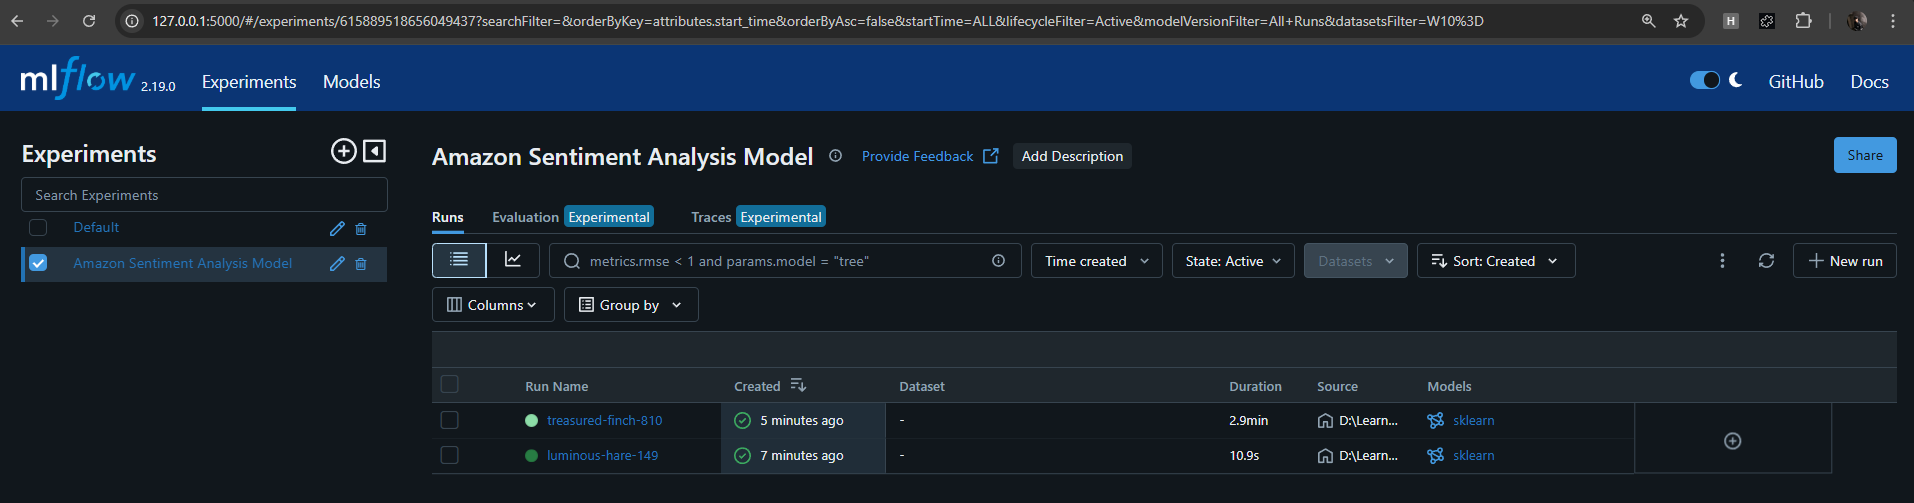 127.0.0.1:5000/#/experiments/615889518656049437?searchFilter=&orderByKey=attributes.start_time&orderByAsc=false&startTime=ALL&lifecycleFilter=Active&modelVersionFilter=All+Runs&datasetsFilter=W10%3D
H
mlflow 2.19.0 Experiments Models GitHub Docs
Experiments
Search Experiments
Default
Amazon Sentiment Analysis Model
Amazon Sentiment Analysis Model Provide Feedback Add Description Share
Runs Evaluation Experimental Traces Experimental
metrics.rmse < 1 and params.model = "tree" Time created State: Active Datasets Sort: Created New run
Columns Group by
Run Name Created Dataset Duration Source Models
treasured-finch-810 5 minutes ago - 2.9min D:\Learn... sklearn
luminous-hare-149 7 minutes ago - 10.9s D:\Learn... sklearn